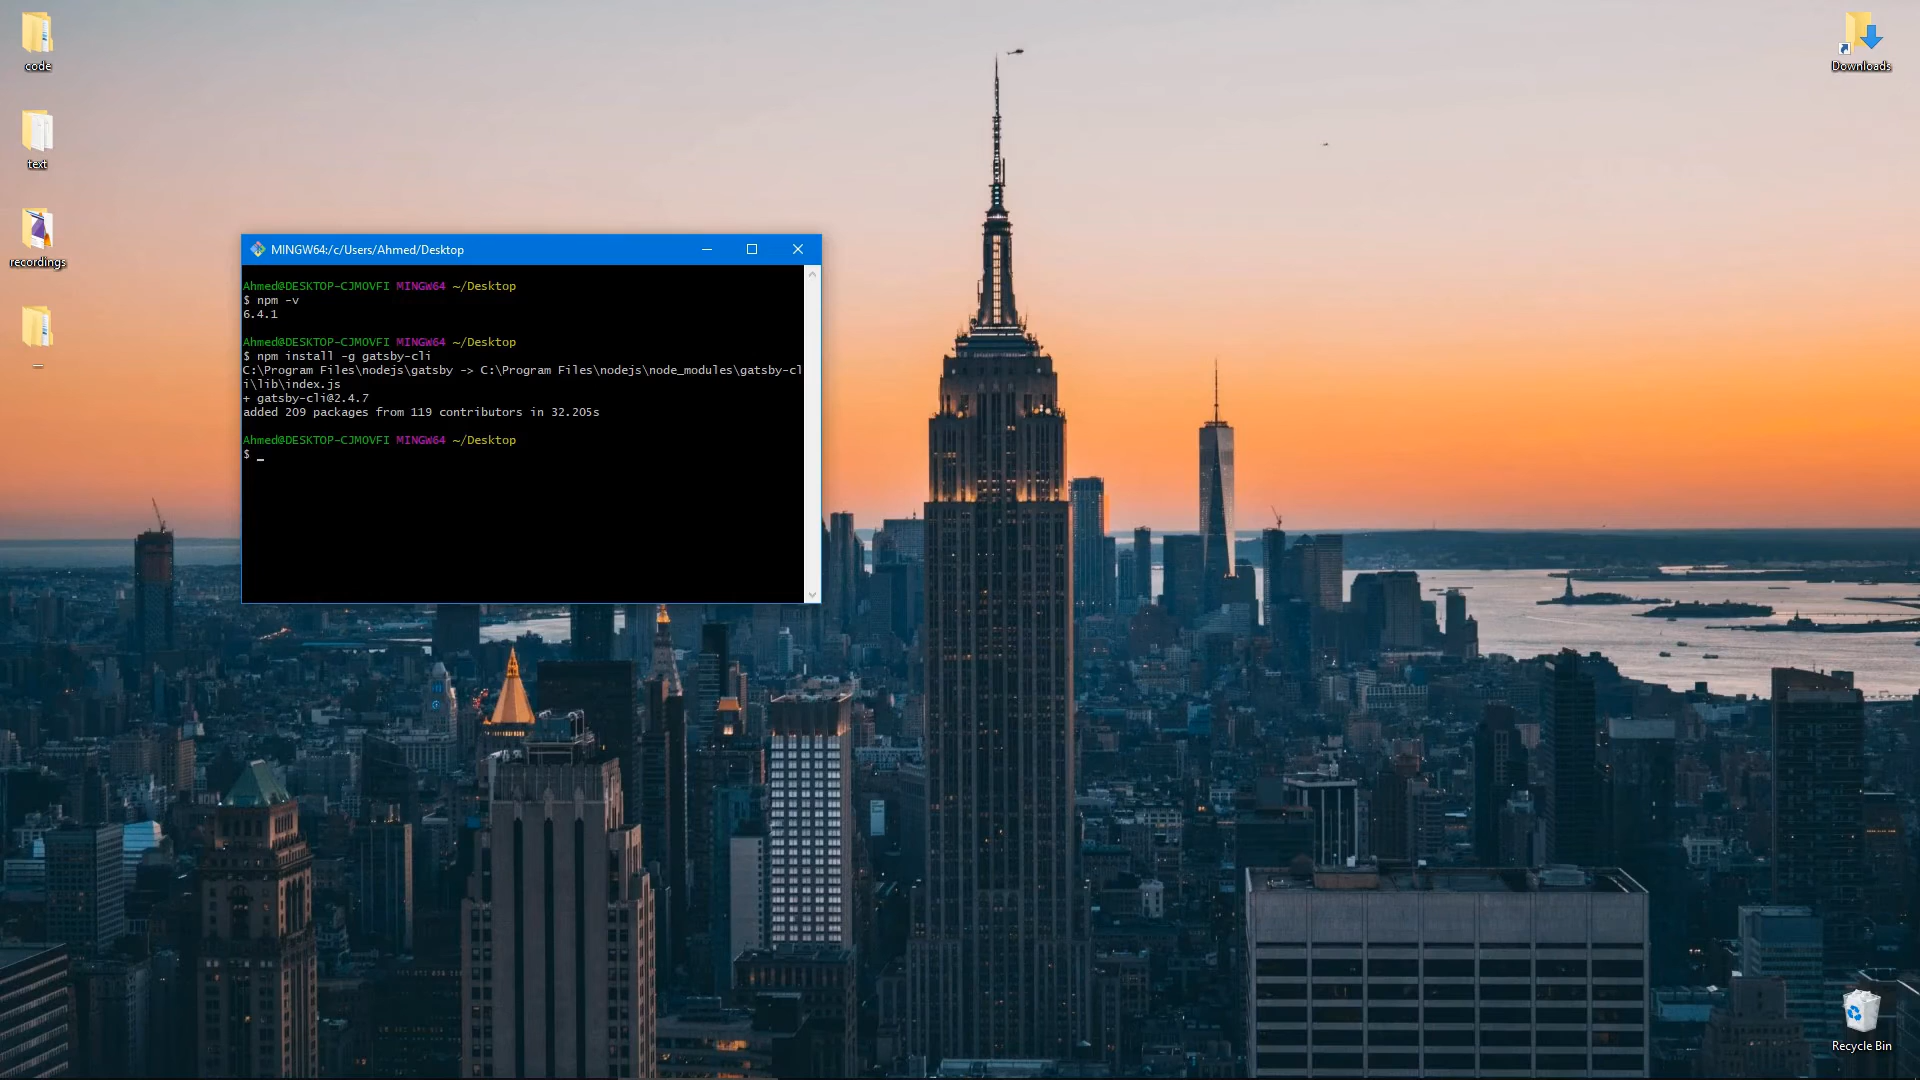 code
Downloads
text
recordings
MINGW64:/c/Users/Ahmed/Desktop
Ahmed@DESKTOP-CJMOVFI MINGW64 ~/Desktop
$ npm -v
6.4.1
Ahmed@DESKTOP-CJMOVFI MINGW64 ~/Desktop
$ npm install -g gatsby-cli
C:\Program Files\nodejs\gatsby -> C:\Program Files\nodejs\node_modules\gatsby-cl
i\lib\index.js
+ gatsby-cli@2.4.7
added 209 packages from 119 contributors in 32.205s
Ahmed@DESKTOP-CJMOVFI MINGW64 ~/Desktop
$ _
Recycle Bin